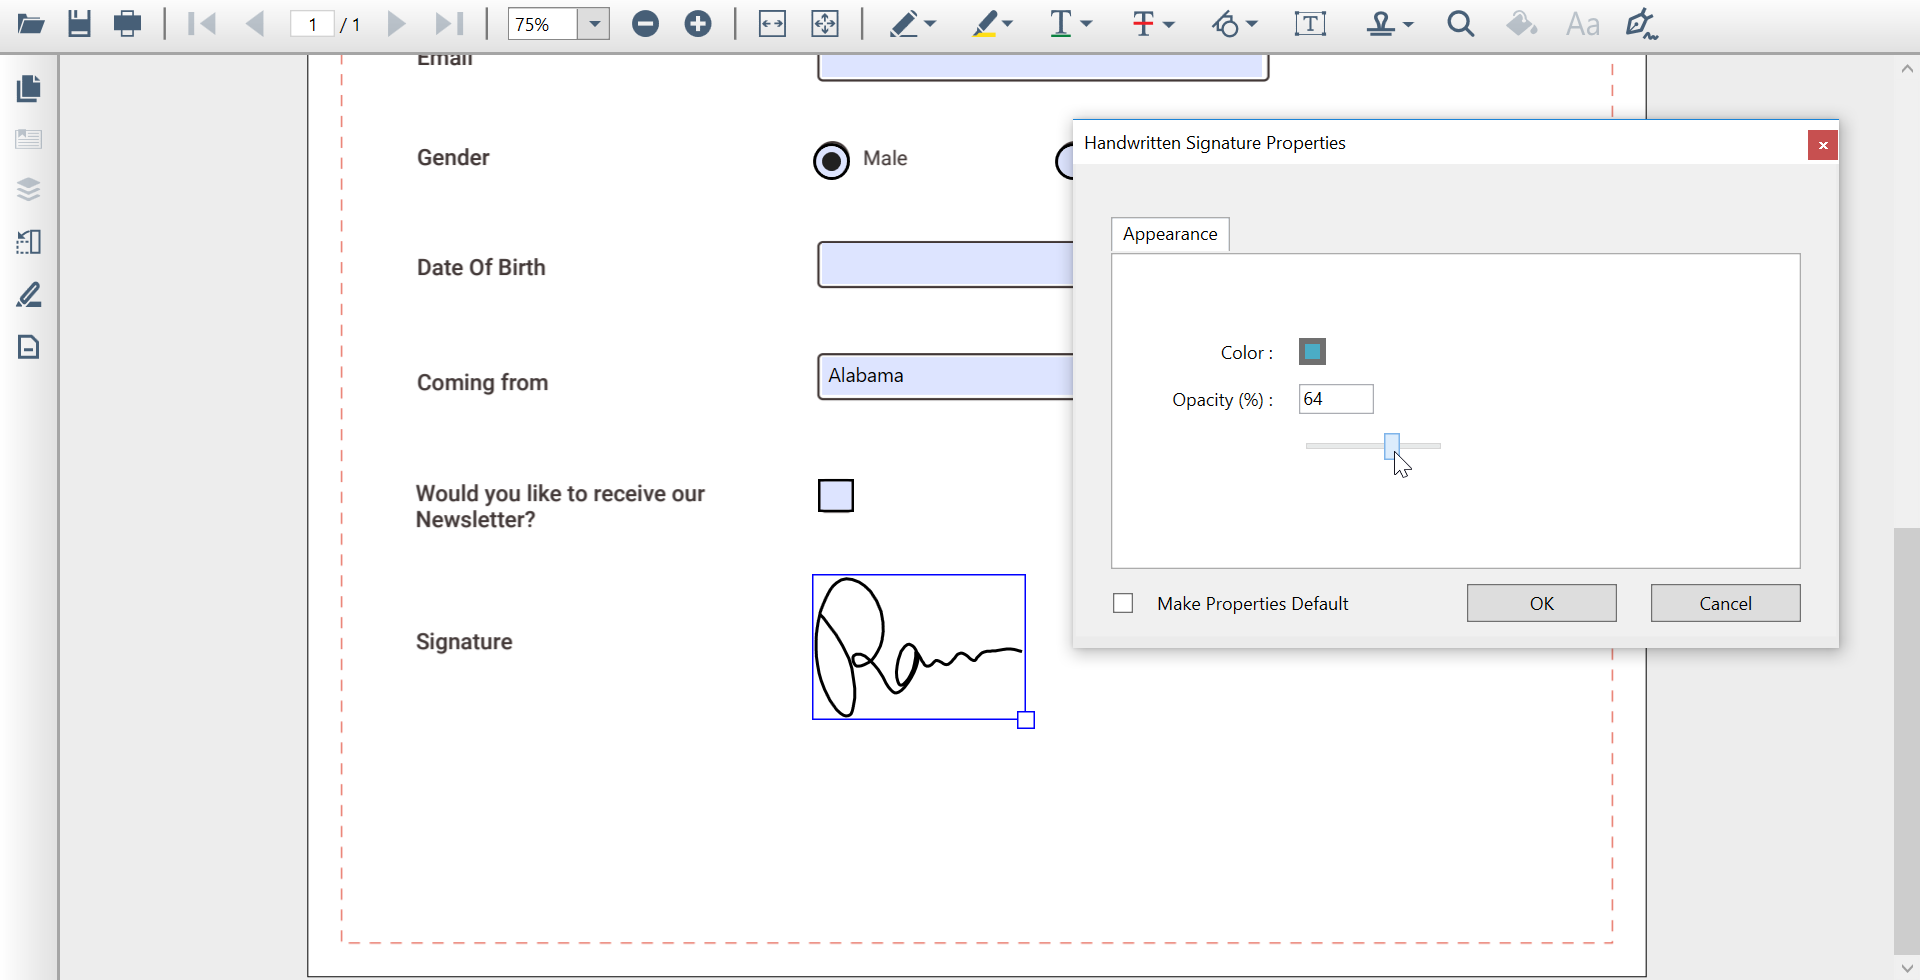 1 / 1
75%
T
T
T
Aa
Email
Gender
Male
Date Of Birth
Coming from
Alabama
Would you like to receive our
Newsletter?
Signature
Handwritten Signature Properties
Appearance
Color :
Opacity (%) :
64
Make Properties Default
OK
Cancel